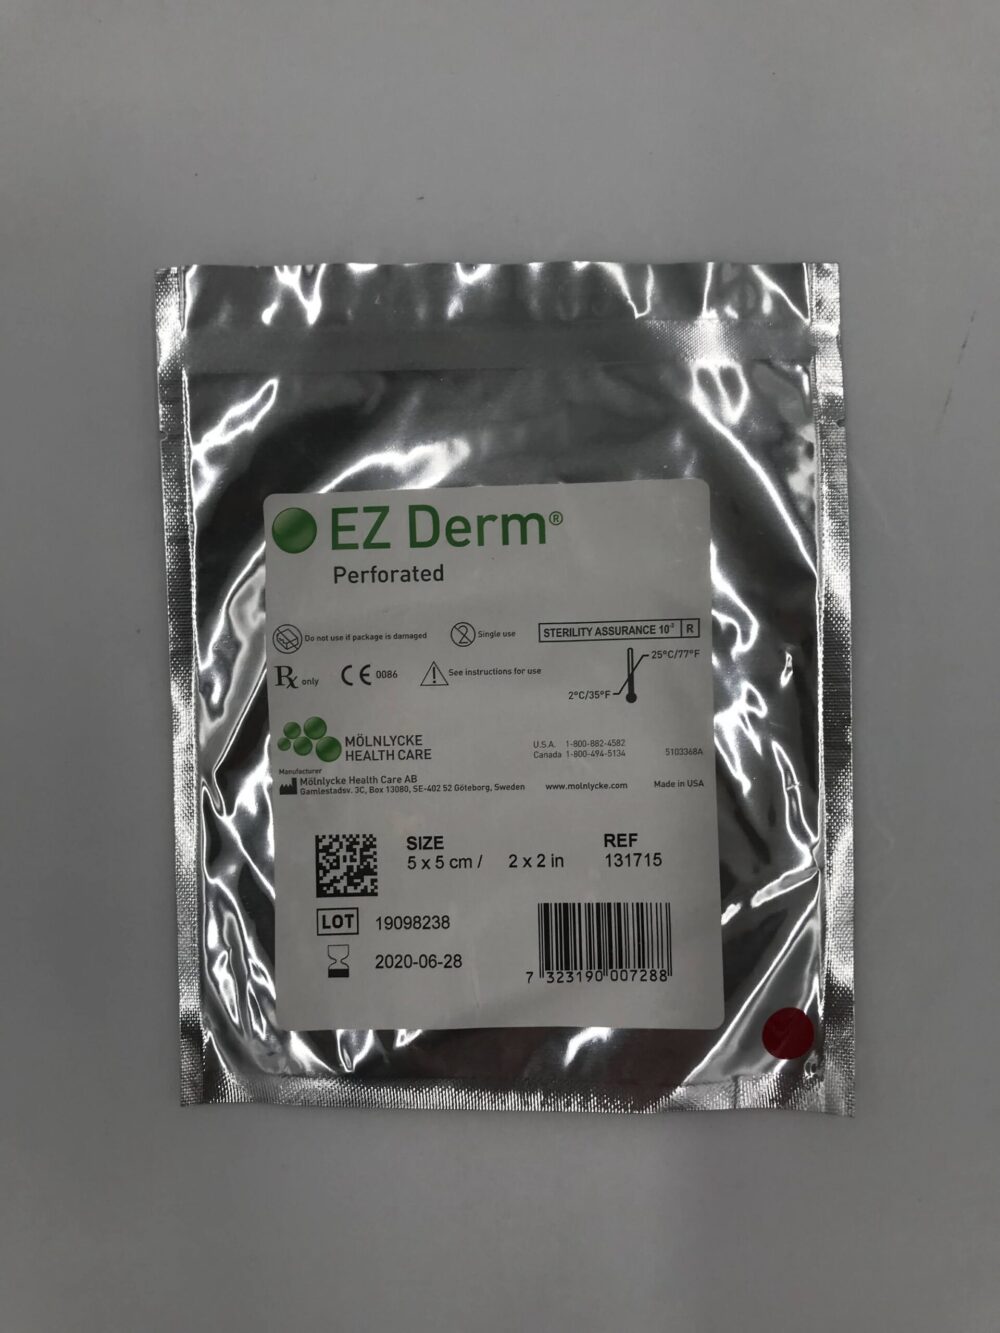 EZ Derm®
Perforated
Do not use if package is damaged
2 Single use
STERILITY ASSURANCE 10⁻³ R
Rx only
CE 0086
See instructions for use
25°C/77°F
2°C/35°F
MÖLNLYCKE
HEALTH CARE
U.S.A. 1-800-882-4582
Canada 1-800-494-5134
5103368A
Manufacturer
Mölnlycke Health Care AB
Gamlestadsv. 3C, Box 13080, SE-402 52 Göteborg, Sweden
www.molnlycke.com
Made in USA
SIZE
5 x 5 cm / 2 x 2 in
REF
131715
LOT 19098238
2020-06-28
7 323190 007288